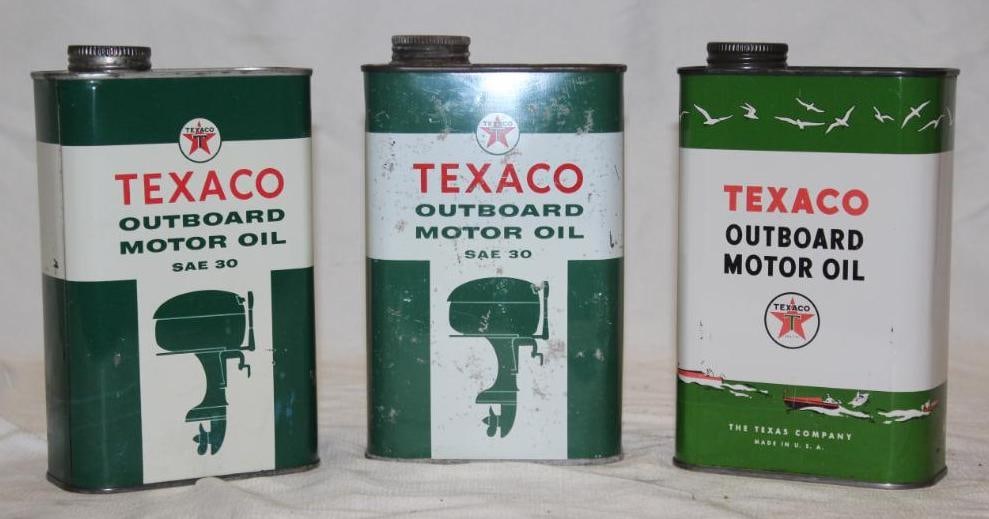 TEXACO
T
TEXACO
OUTBOARD
MOTOR OIL
SAE 30
TEXACO
T
TEXACO
OUTBOARD
MOTOR OIL
SAE 30
TEXACO
OUTBOARD
MOTOR OIL
TEXACO
T
THE TEXAS COMPANY
MADE IN U. S. A.